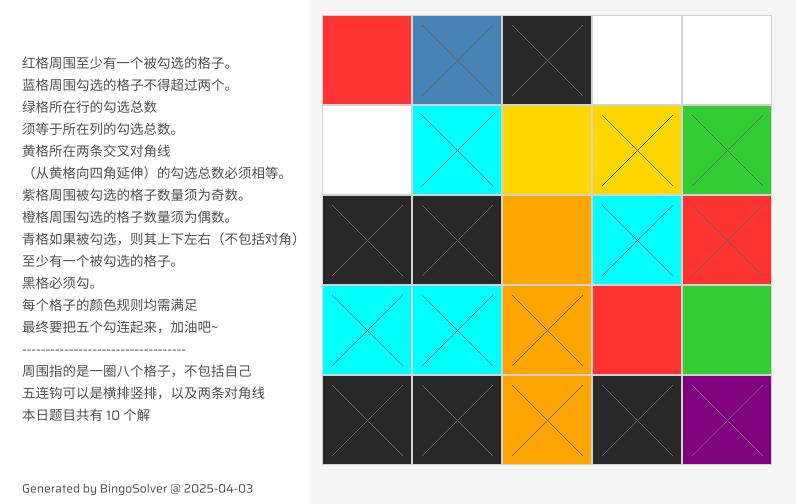 红格周围至少有一个被勾选的格子。
蓝格周围勾选的格子不得超过两个。
绿格所在行的勾选总数
须等于所在列的勾选总数。
黄格所在两条交叉对角线
（从黄格向四角延伸）的勾选总数必须相等。
紫格周围被勾选的格子数量须为奇数。
橙格周围勾选的格子数量须为偶数。
青格如果被勾选，则其上下左右（不包括对角）
至少有一个被勾选的格子。
黑格必须勾。
每个格子的颜色规则均需满足
最终要把五个勾连起来，加油吧~
-----------------------------------
周围指的是一圈八个格子，不包括自己
五连钩可以是横排竖排，以及两条对角线
本日题目共有 10 个解
Generated by BingoSolver @ 2025-04-03